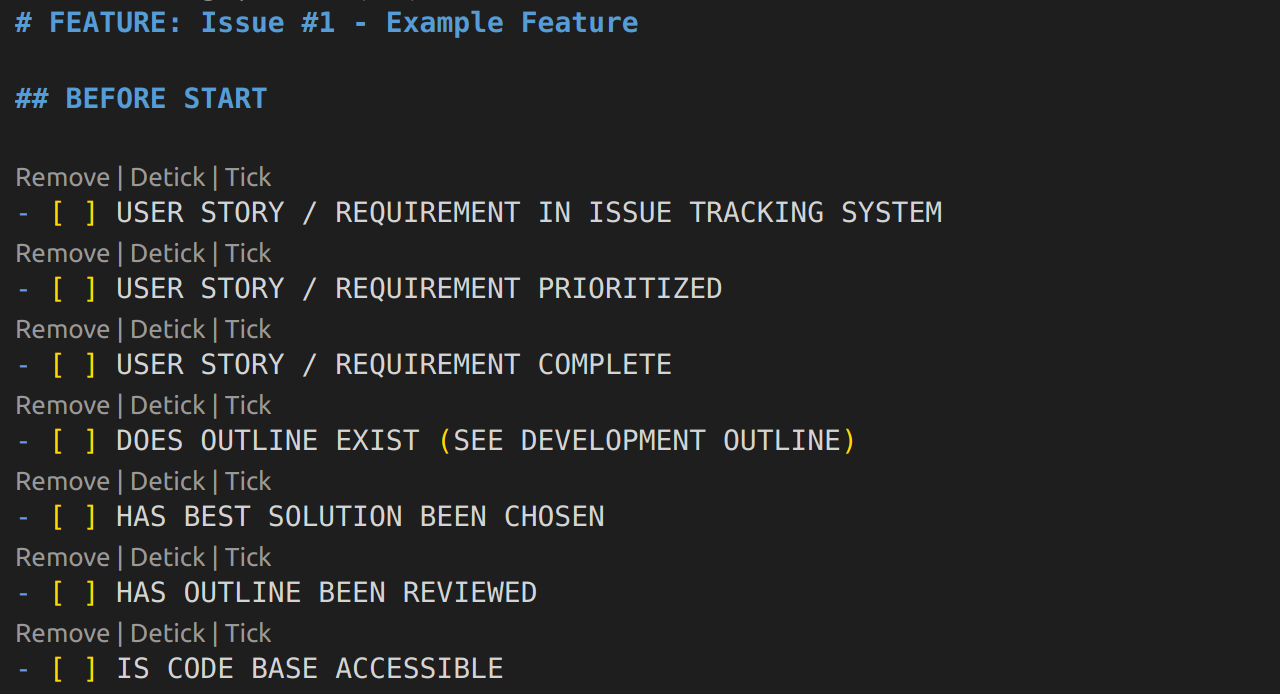 # FEATURE: Issue #1 - Example Feature
## BEFORE START
Remove | Detick | Tick
- [ ] USER STORY / REQUIREMENT IN ISSUE TRACKING SYSTEM
Remove | Detick | Tick
- [ ] USER STORY / REQUIREMENT PRIORITIZED
Remove | Detick | Tick
- [ ] USER STORY / REQUIREMENT COMPLETE
Remove | Detick | Tick
- [ ] DOES OUTLINE EXIST (SEE DEVELOPMENT OUTLINE)
Remove | Detick | Tick
- [ ] HAS BEST SOLUTION BEEN CHOSEN
Remove | Detick | Tick
- [ ] HAS OUTLINE BEEN REVIEWED
Remove | Detick | Tick
- [ ] IS CODE BASE ACCESSIBLE